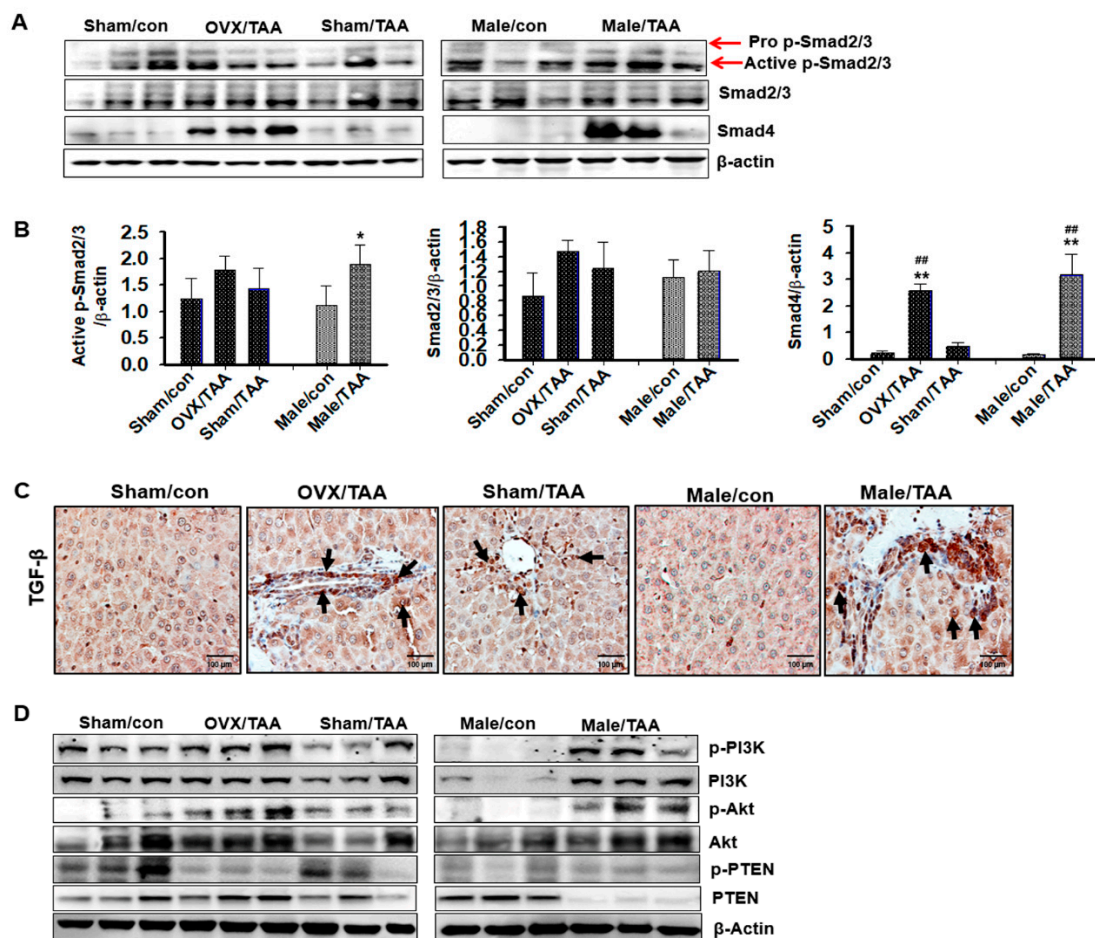 A
Sham/con OVX/TAA Sham/TAA Male/con Male/TAA
Pro p-Smad2/3
Active p-Smad2/3
Smad2/3
Smad4
β-actin
B
Active p-Smad2/3
/β-actin
2.5
2.0
1.5
1.0
0.5
0.0
*
Sham/con
OVX/TAA
Sham/TAA
Male/con
Male/TAA
Smad2/3/β-actin
1.8
1.6
1.4
1.2
1.0
0.8
0.6
0.4
0.2
0.0
Sham/con
OVX/TAA
Sham/TAA
Male/con
Male/TAA
Smad4/β-actin
5
4
3
2
1
0
##
**
##
**
Sham/con
OVX/TAA
Sham/TAA
Male/con
Male/TAA
C
Sham/con OVX/TAA Sham/TAA Male/con Male/TAA
TGF-β
100 µm 100 µm 100 µm 100 µm 100 µm
D
Sham/con OVX/TAA Sham/TAA Male/con Male/TAA
p-PI3K
PI3K
p-Akt
Akt
p-PTEN
PTEN
β-Actin